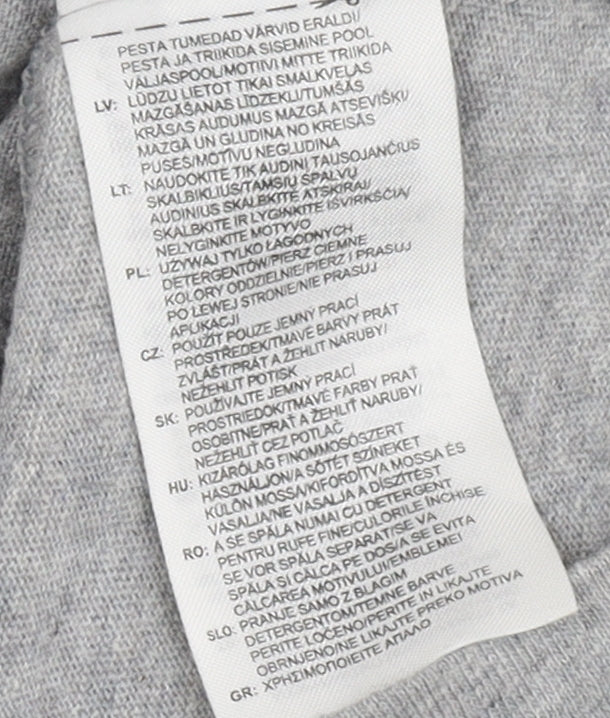 PESTA TUMEDAD VÄRVID ERALDI/
PESTA JA TRIIKIDA SISEMINE POOL
VÄLJASPOOL/MOTIIVI MITTE TRIIKIDA
LV: LŪDZU LIETOT TIKAI SMALKVEĻAS
MAZGĀŠANAS LĪDZEKLI/TUMŠĀS
KRĀSAS AUDUMUS MAZGĀ ATSEVIŠĶI/
MAZGĀ UN GLUDINA NO KREISĀS
PUSES/MOTĪVU NEGLUDINA
LT: NAUDOKITE TIK AUDINĮ TAUSOJANČIUS
SKALBIKLIUS/TAMSIŲ SPALVŲ
AUDINIUS SKALBKITE ATSKIRAI/
SKALBKITE IR LYGINKITE IŠVIRKŠČIĄ/
NELYGINKITE MOTYVO
PL: UŻYWAJ TYLKO ŁAGODNYCH
DETERGENTÓW/PIERZ CIEMNE
KOLORY ODDZIELNIE/PIERZ I PRASUJ
PO LEWEJ STRONIE/NIE PRASUJ
APLIKACJI
CZ: POUŽÍT POUZE JEMNÝ PRACÍ
PROSTŘEDEK/TMAVÉ BARVY PRÁT
ZVLÁŠŤ/PRÁT A ŽEHLIT NARUBY/
NEŽEHLIT POTISK
SK: POUŽÍVAJTE JEMNÝ PRACÍ
PROSTRIEDOK/TMAVÉ FARBY PRAŤ
OSOBITNE/PRAŤ A ŽEHLIŤ NARUBY/
NEŽEHLIŤ CEZ POTLAČ
HU: KIZÁRÓLAG FINOMMOSÓSZERT
HASZNÁLJON/A SÖTÉT SZÍNEKET
KÜLÖN MOSSA/KIFORDÍTVA MOSSA ÉS
VASALJA/NE VASALJA A DÍSZÍTÉST
RO: A SE SPĂLA NUMAI CU DETERGENT
PENTRU RUFE FINE/CULORILE ÎNCHISE
SE VOR SPĂLA SEPARAT/SE VA
SPĂLA SI CĂLCA PE DOS/A SE EVITA
CĂLCAREA MOTIVULUI/EMBLEMEI
SLO: PRANJE SAMO Z BLAGIM
DETERGENTOM/TEMNE BARVE
PERITE LOČENO/PERITE IN LIKAJTE
OBRNJENO/NE LIKAJTE PREKO MOTIVA
GR: ΧΡΗΣΙΜΟΠΟΙΕΙΤΕ ΑΠΑΛΟ